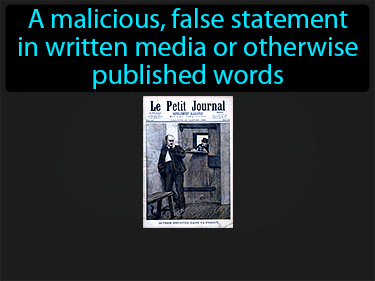 A malicious, false statement
in written media or otherwise
published words
Le Petit Journal